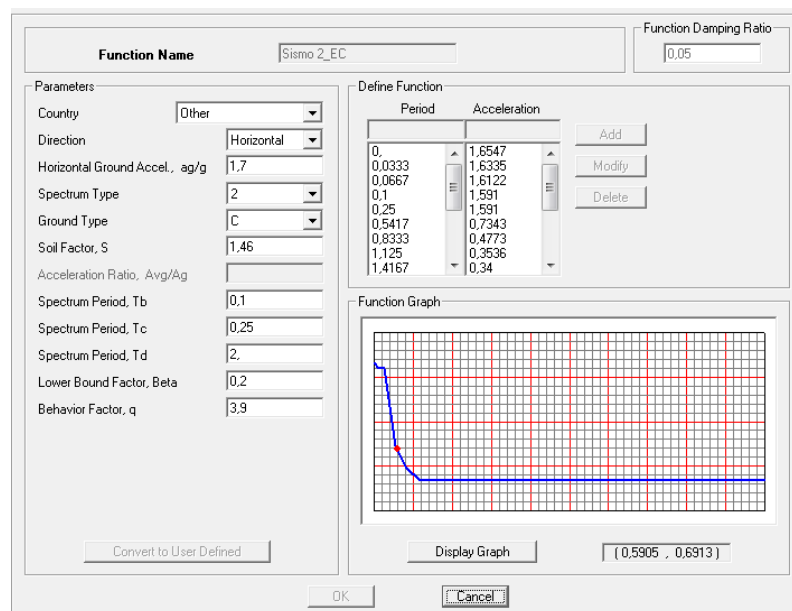 Function Damping Ratio
Function Name Sismo 2_EC 0,05
Parameters
Country Other
Direction Horizontal
Horizontal Ground Accel., ag/g 1,7
Spectrum Type 2
Ground Type C
Soil Factor, S 1,46
Acceleration Ratio, Avg/Ag
Spectrum Period, Tb 0,1
Spectrum Period, Tc 0,25
Spectrum Period, Td 2,
Lower Bound Factor, Beta 0,2
Behavior Factor, q 3,9
Convert to User Defined
Define Function
Period Acceleration
0, 1,6547
0,0333 1,6335
0,0667 1,6122
0,1 1,591
0,25 1,591
0,5417 0,7343
0,8333 0,4773
1,125 0,3536
1,4167 0,34
Add
Modify
Delete
Function Graph
Display Graph (0,5905 , 0,6913)
OK Cancel